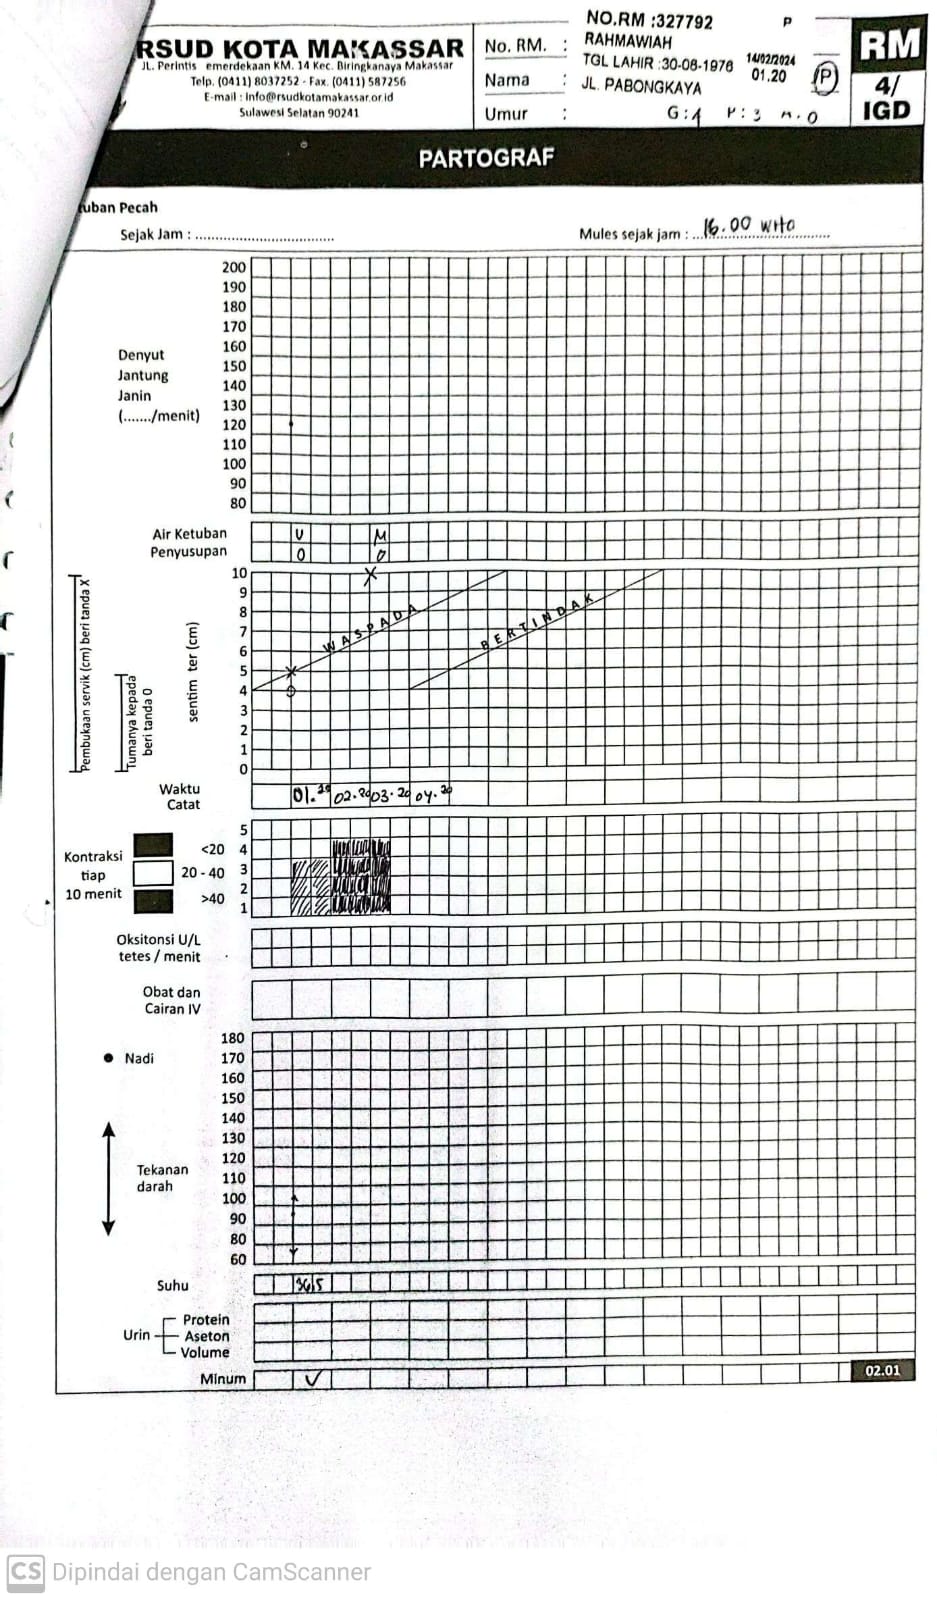 RSUD KOTA MAKASSAR
JL. Perintis emerdekaan KM. 14 Kec. Biringkanaya Makassar
Telp. (0411) 8037252 - Fax. (0411) 587256
E-mail : Info@rsudkotamakassar.or.id
Sulawesi Selatan 90241
No. RM. :
Nama :
Umur :
NO.RM :327792 P
RAHMAWIAH
TGL LAHIR :30-08-1976 14/02/2024
JL. PABONGKAYA 01.20 P
G:4 P:3 A.0
RM
4/
IGD
PARTOGRAF
tuban Pecah
Sejak Jam : ....................................
Mules sejak jam : ...16.00 WITA...............
200
190
180
170
160
150
140
130
120
110
100
90
80
Denyut
Jantung
Janin
(......./menit)
Air Ketuban U M
Penyusupan 0 0
Pembukaan servik (cm) beri tanda X
Tumanya kepada
beri tanda 0
sentim ter (cm)
10 X
9
8
7
6
5 X
4 0
3
2
1
0
WASPADA
BERTINDAK
Waktu
Catat
01.20 02.20 03.20 04.20
Kontraksi
tiap
10 menit
<20
20 - 40
>40
5
4
3
2
1
Oksitonsi U/L
tetes / menit
Obat dan
Cairan IV
Nadi
Tekanan
darah
180
170
160
150
140
130
120
110
100
90
80
60
Suhu 36,5
Urin
Protein
Aseton
Volume
Minum ✓
02.01
CS Dipindai dengan CamScanner